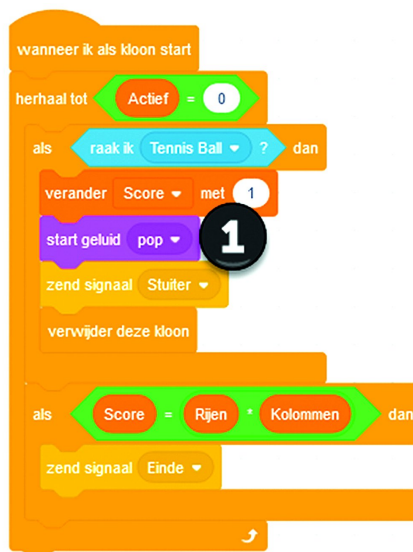 wanneer ik als kloon start
herhaal tot Actief = 0
als raak ik Tennis Ball ? dan
verander Score met 1
start geluid pop 1
zend signaal Stuiter
verwijder deze kloon
als Score = Rijen * Kolommen dan
zend signaal Einde